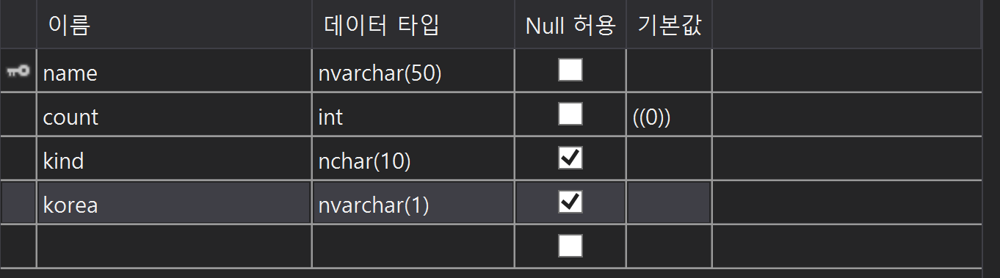 이름 데이터 타입 Null 허용 기본값
name nvarchar(50)
count int ((0))
kind nchar(10)
korea nvarchar(1)